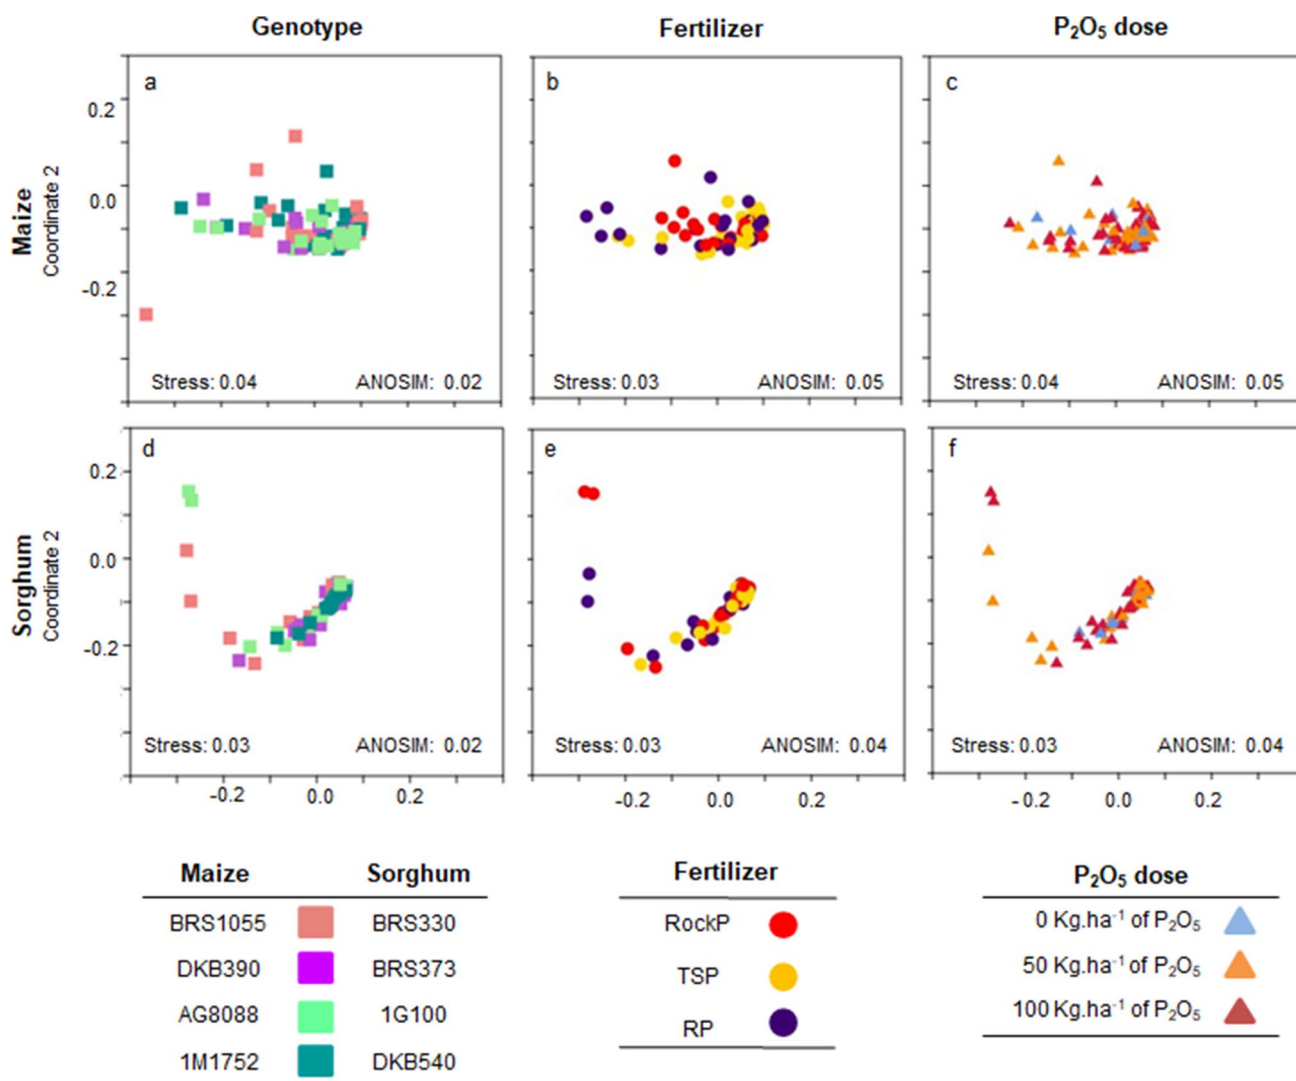 Genotype Fertilizer P₂O₅ dose
a b c
Maize
Coordinate 2
0.2
0.0
-0.2
Stress: 0.04 ANOSIM: 0.02 Stress: 0.03 ANOSIM: 0.05 Stress: 0.04 ANOSIM: 0.05
d e f
Sorghum
Coordinate 2
0.2
0.0
-0.2
Stress: 0.03 ANOSIM: 0.02 Stress: 0.03 ANOSIM: 0.04 Stress: 0.03 ANOSIM: 0.04
-0.2 0.0 0.2 -0.2 0.0 0.2 -0.2 0.0 0.2
Maize Sorghum
BRS1055 BRS330
DKB390 BRS373
AG8088 1G100
1M1752 DKB540
Fertilizer
RockP
TSP
RP
P₂O₅ dose
0 Kg.ha⁻¹ of P₂O₅
50 Kg.ha⁻¹ of P₂O₅
100 Kg.ha⁻¹ of P₂O₅